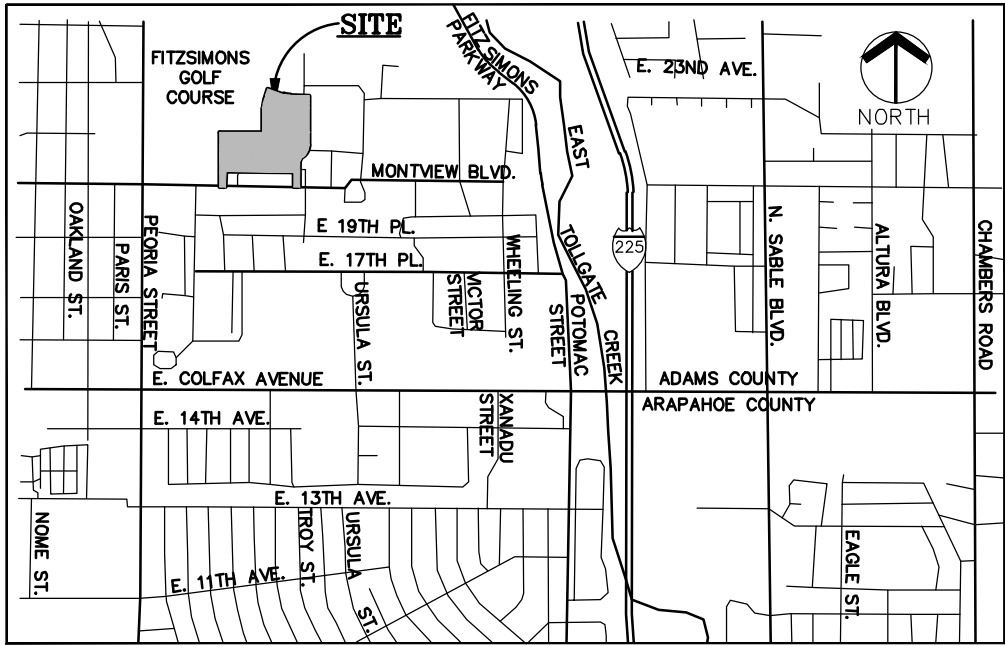 SITE
FITZSIMONS
GOLF
COURSE
FITZSIMONS
PARKWAY
E. 23RD AVE.
NORTH
EAST
TOLLGATE
CREEK
MONTVIEW BLVD.
E 19TH PL.
E. 17TH PL.
225
OAKLAND ST.
PARIS ST.
PEORIA STREET
URSULA ST.
VICTOR
STREET
WHEELING ST.
POTOMAC
STREET
N. SABLE BLVD.
ALTURA BLVD.
CHAMBERS ROAD
E. COLFAX AVENUE
ADAMS COUNTY
ARAPAHOE COUNTY
E. 14TH AVE.
XANADU
STREET
E. 13TH AVE.
NOME ST.
E. 11TH AVE.
TROY ST.
URSULA ST.
EAGLE ST.